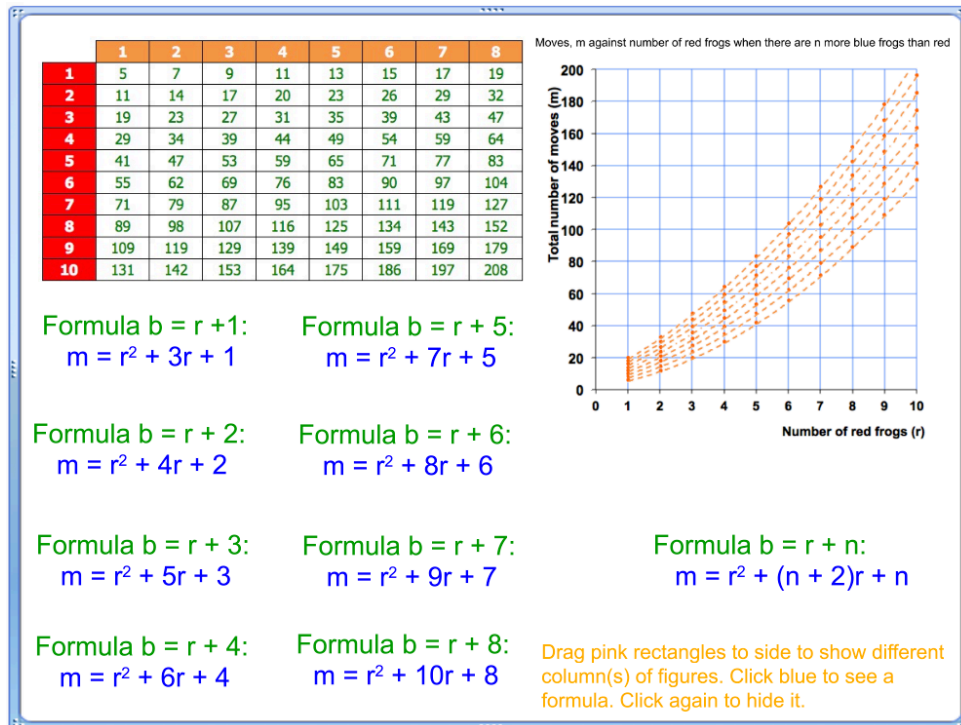 1 2 3 4 5 6 7 8
1 5 7 9 11 13 15 17 19
2 11 14 17 20 23 26 29 32
3 19 23 27 31 35 39 43 47
4 29 34 39 44 49 54 59 64
5 41 47 53 59 65 71 77 83
6 55 62 69 76 83 90 97 104
7 71 79 87 95 103 111 119 127
8 89 98 107 116 125 134 143 152
9 109 119 129 139 149 159 169 179
10 131 142 153 164 175 186 197 208
Moves, m against number of red frogs when there are n more blue frogs than red
Total number of moves (m)
200
180
160
140
120
100
80
60
40
20
0
0 1 2 3 4 5 6 7 8 9 10
Number of red frogs (r)
Formula b = r +1:
m = r² + 3r + 1
Formula b = r + 5:
m = r² + 7r + 5
Formula b = r + 2:
m = r² + 4r + 2
Formula b = r + 6:
m = r² + 8r + 6
Formula b = r + 3:
m = r² + 5r + 3
Formula b = r + 7:
m = r² + 9r + 7
Formula b = r + n:
m = r² + (n + 2)r + n
Formula b = r + 4:
m = r² + 6r + 4
Formula b = r + 8:
m = r² + 10r + 8
Drag pink rectangles to side to show different
column(s) of figures. Click blue to see a
formula. Click again to hide it.